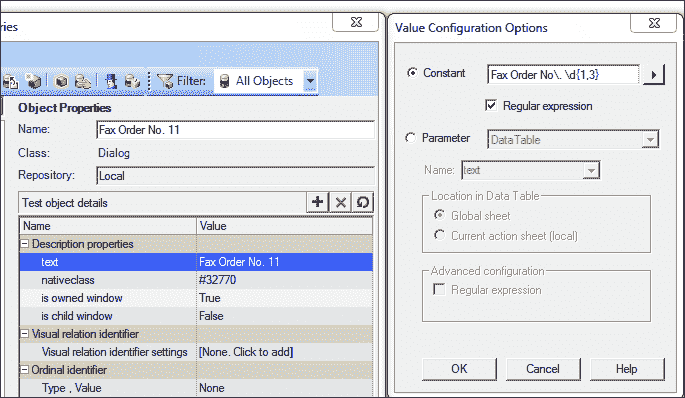 ries
Filter: All Objects
Object Properties
Name: Fax Order No. 11
Class: Dialog
Repository: Local
Test object details
Name Value
Description properties
text Fax Order No. 11
nativeclass #32770
is owned window True
is child window False
Visual relation identifier
Visual relation identifier settings [None. Click to add]
Ordinal identifier
Type , Value None
Value Configuration Options
Constant Fax Order No\. \d{1,3}
Regular expression
Parameter DataTable
Name: text
Location in Data Table
Global sheet
Current action sheet (local)
Advanced configuration
Regular expression
OK Cancel Help